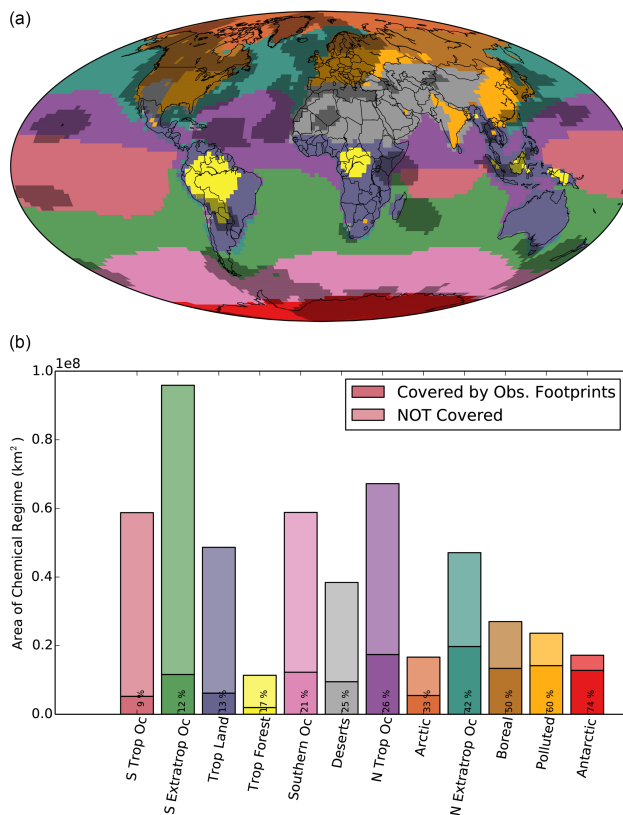 (a)
(b)
1e8
1.0
0.8
0.6
0.4
0.2
0.0
Area of Chemical Regime (km²)
Covered by Obs. Footprints
NOT Covered
9 %
12 %
13 %
17 %
21 %
25 %
26 %
33 %
42 %
50 %
60 %
74 %
S Trop Oc
S Extratrop Oc
Trop Land
Trop Forest
Southern Oc
Deserts
N Trop Oc
Arctic
N Extratrop Oc
Boreal
Polluted
Antarctic